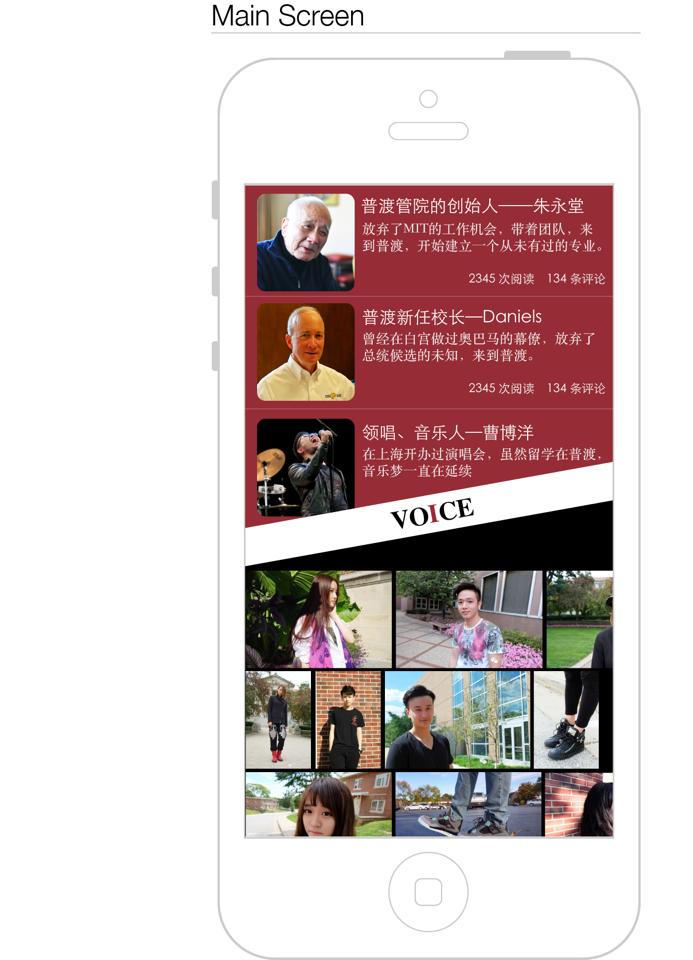 Main Screen
普渡管院的创始人——朱永堂
放弃了MIT的工作机会，带着团队，来
到普渡，开始建立一个从未有过的专业。
2345 次阅读 134 条评论
普渡新任校长—Daniels
曾经在白宫做过奥巴马的幕僚，放弃了
总统候选的未知，来到普渡。
2345 次阅读 134 条评论
领唱、音乐人—曹博洋
在上海开办过演唱会，虽然留学在普渡，
音乐梦一直在延续
VOICE